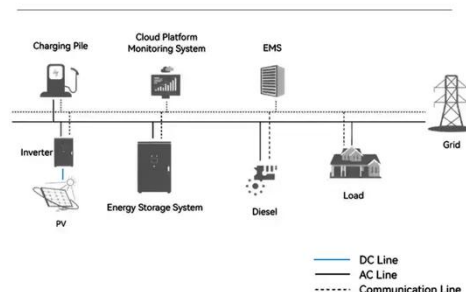 Charging Pile
Cloud Platform
Monitoring System
EMS
Grid
Inverter
PV
Energy Storage System
Diesel
Load
DC Line
AC Line
Communication Line